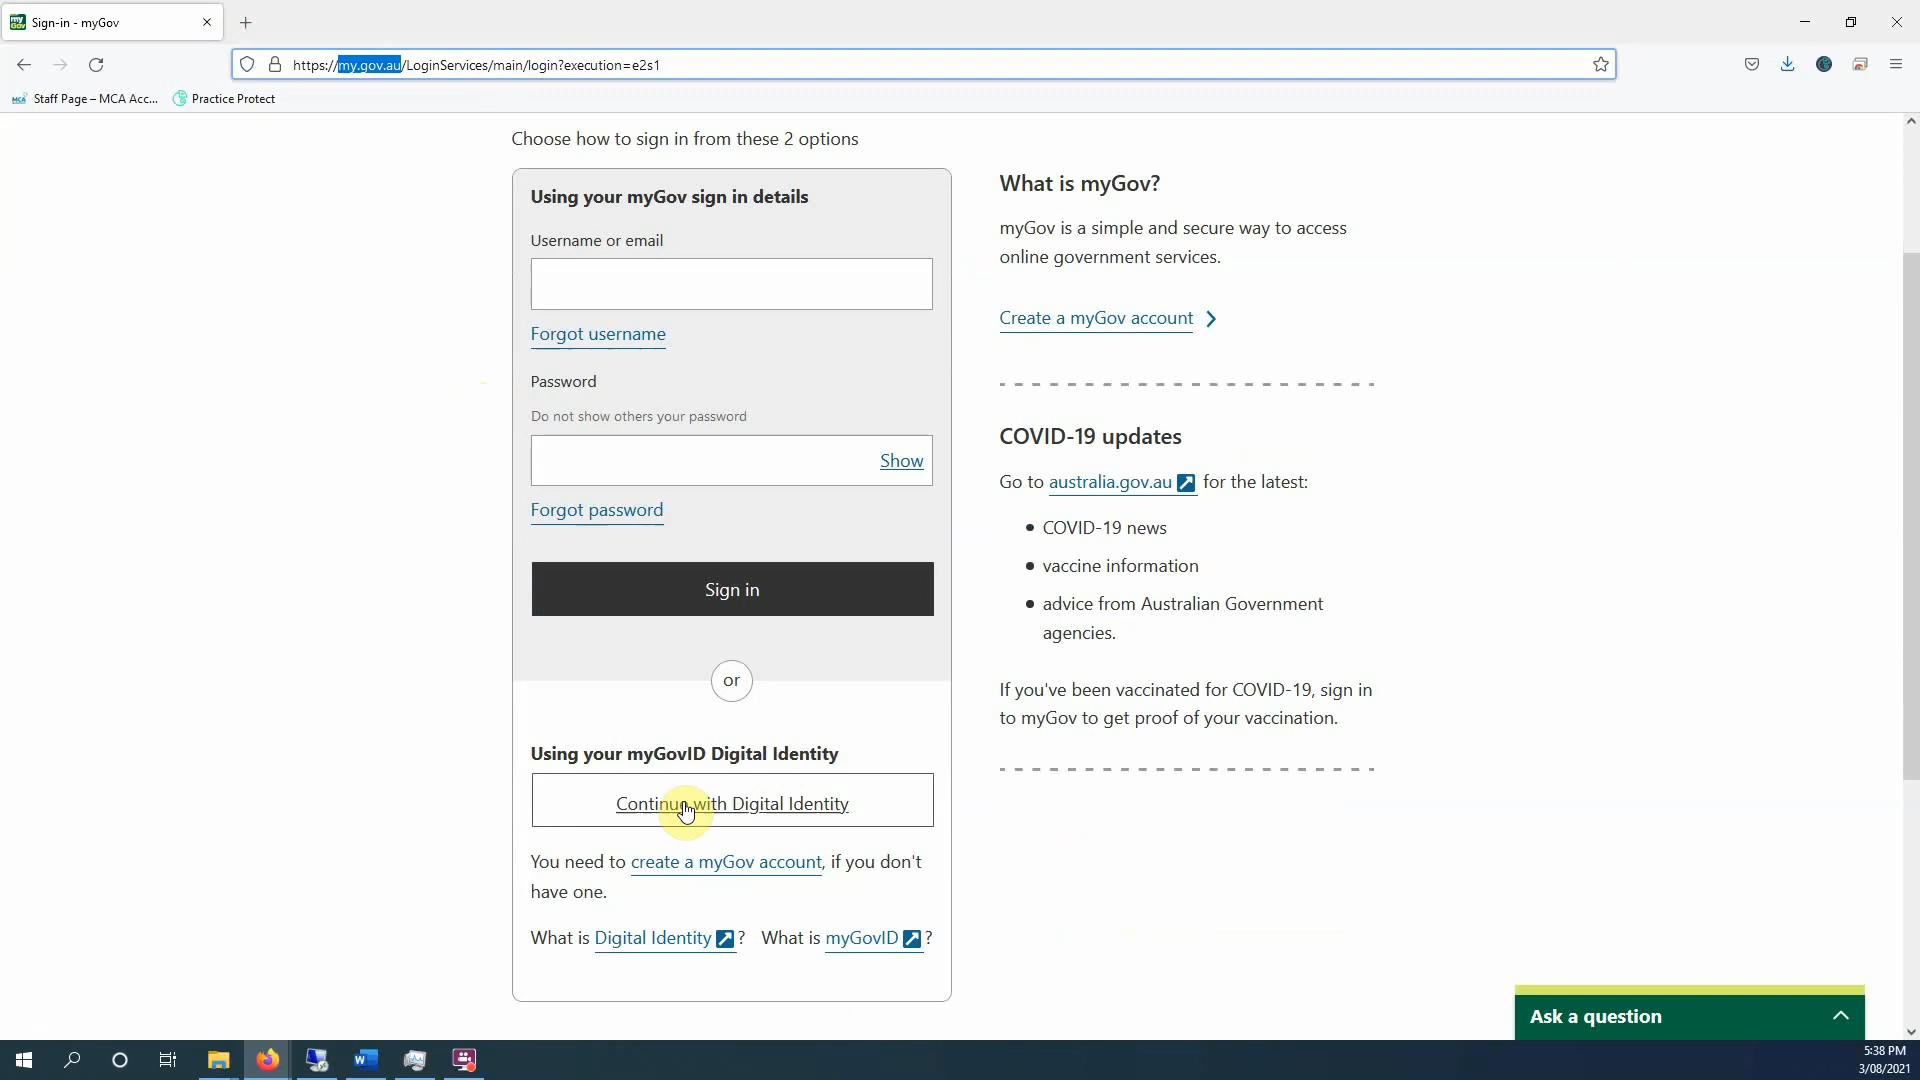 my
Gov
Sign-in - myGov
https://my.gov.au/LoginServices/main/login?execution=e2s1
MCA
Staff Page – MCA Acc...
Practice Protect
Choose how to sign in from these 2 options
Using your myGov sign in details
Username or email
Forgot username
Password
Do not show others your password
Show
Forgot password
Sign in
or
Using your myGovID Digital Identity
Continue with Digital Identity
You need to create a myGov account, if you don't
have one.
What is Digital Identity ? What is myGovID ?
What is myGov?
myGov is a simple and secure way to access
online government services.
Create a myGov account
COVID-19 updates
Go to australia.gov.au for the latest:
• COVID-19 news
• vaccine information
• advice from Australian Government
agencies.
If you've been vaccinated for COVID-19, sign in
to myGov to get proof of your vaccination.
Ask a question
W
5:38 PM
3/08/2021